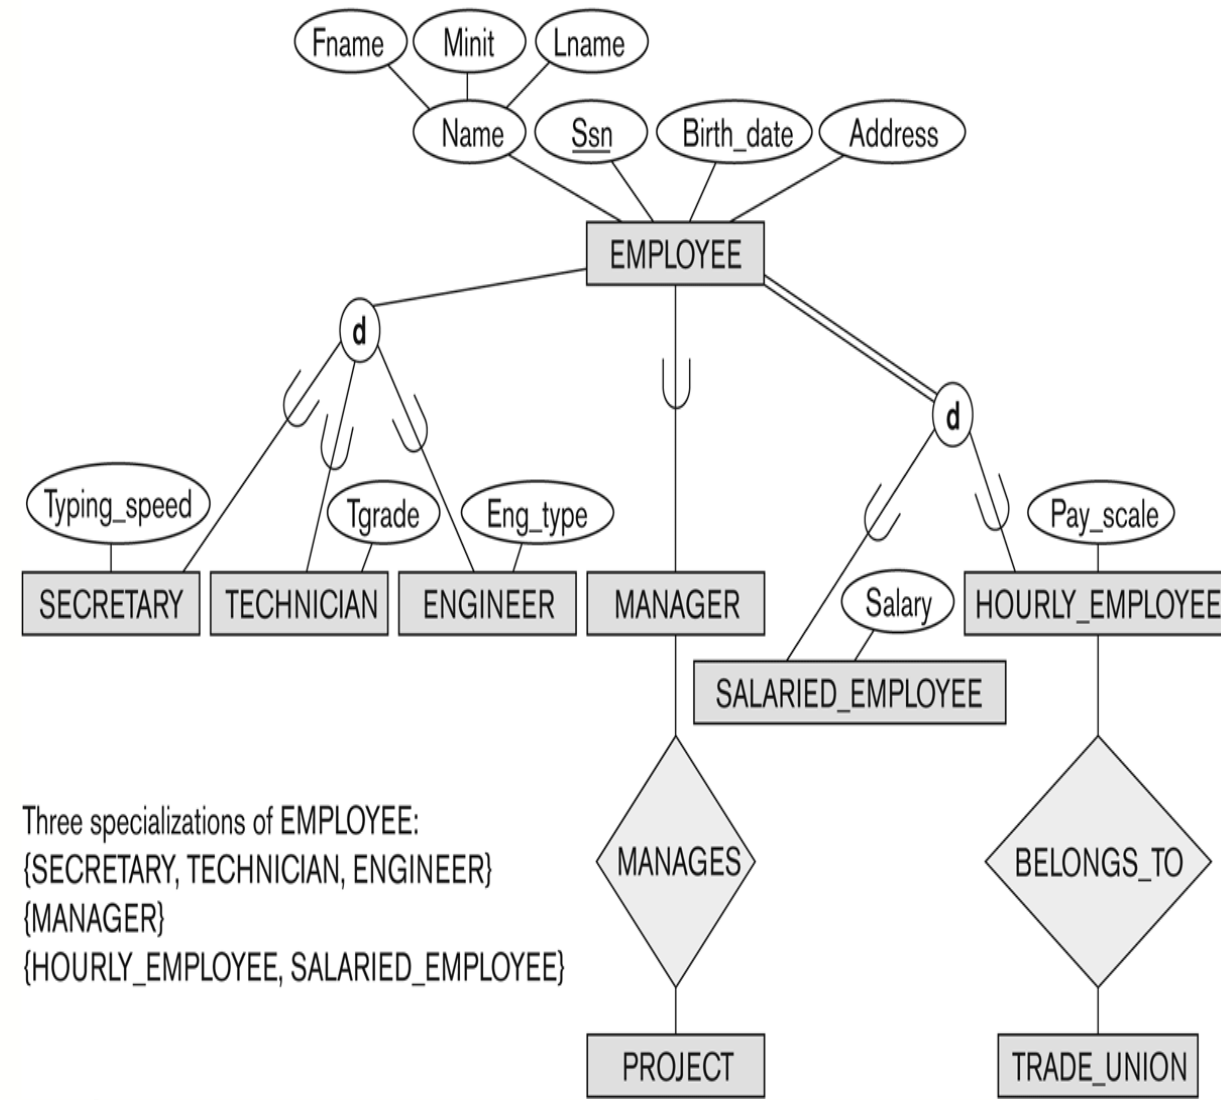 Fname Minit Lname
Name Ssn Birth_date Address
EMPLOYEE
d
d
Typing_speed Tgrade Eng_type Pay_scale
SECRETARY TECHNICIAN ENGINEER MANAGER Salary HOURLY_EMPLOYEE
SALARIED_EMPLOYEE
Three specializations of EMPLOYEE:
{SECRETARY, TECHNICIAN, ENGINEER}
{MANAGER}
{HOURLY_EMPLOYEE, SALARIED_EMPLOYEE}
MANAGES BELONGS_TO
PROJECT TRADE_UNION